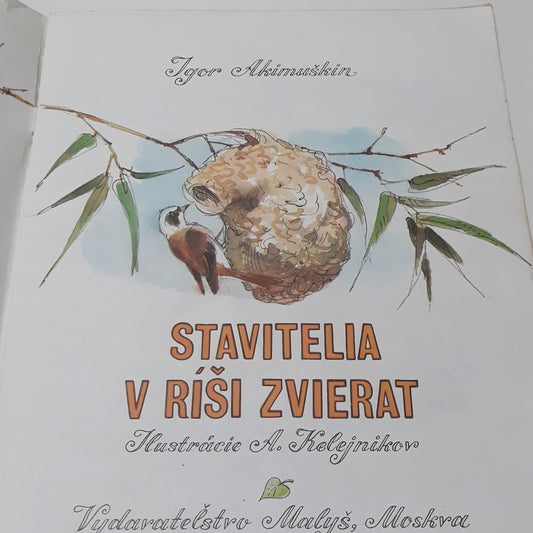 Igor Akimuškin
STAVITELIA
V RÍŠI ZVIERAT
Ilustrácie A. Kelejnikov
Vydavateľstvo Malyš, Moskva